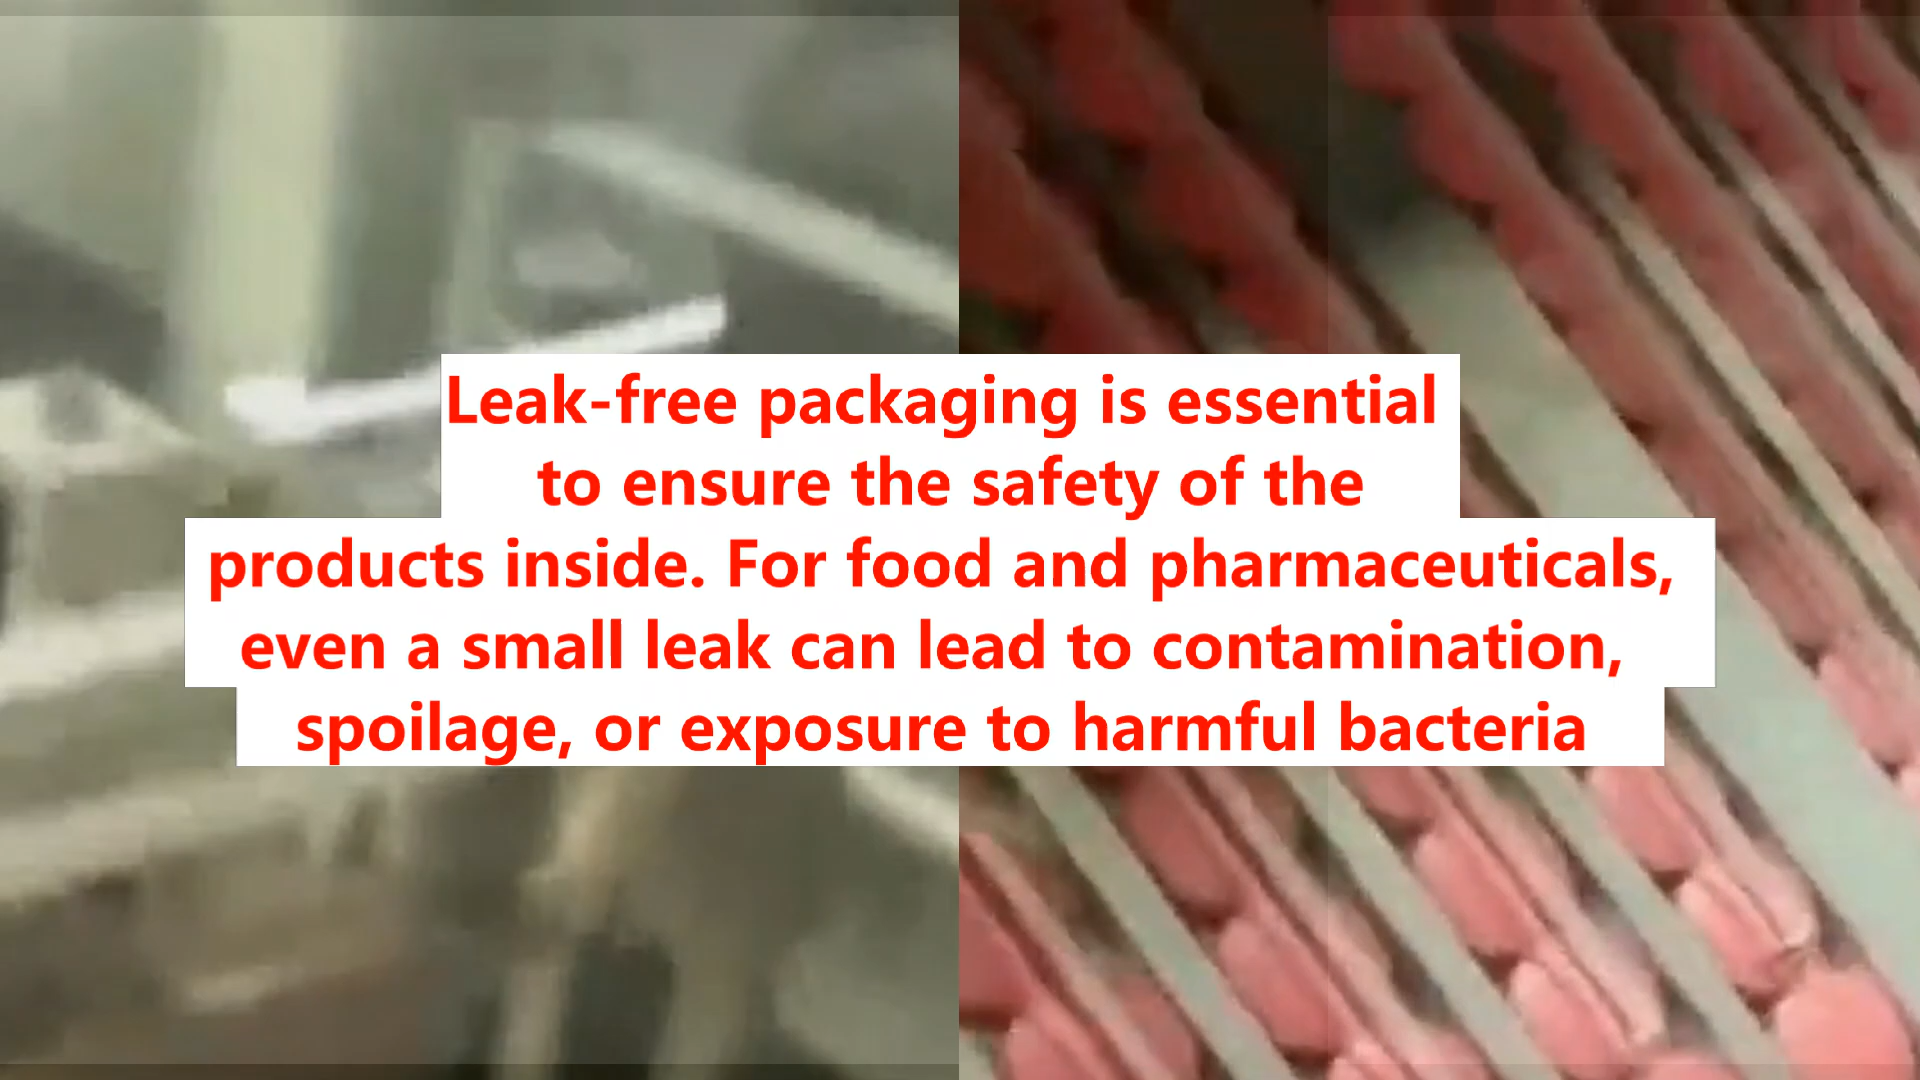 Leak-free packaging is essential
to ensure the safety of the
products inside. For food and pharmaceuticals,
even a small leak can lead to contamination,
spoilage, or exposure to harmful bacteria